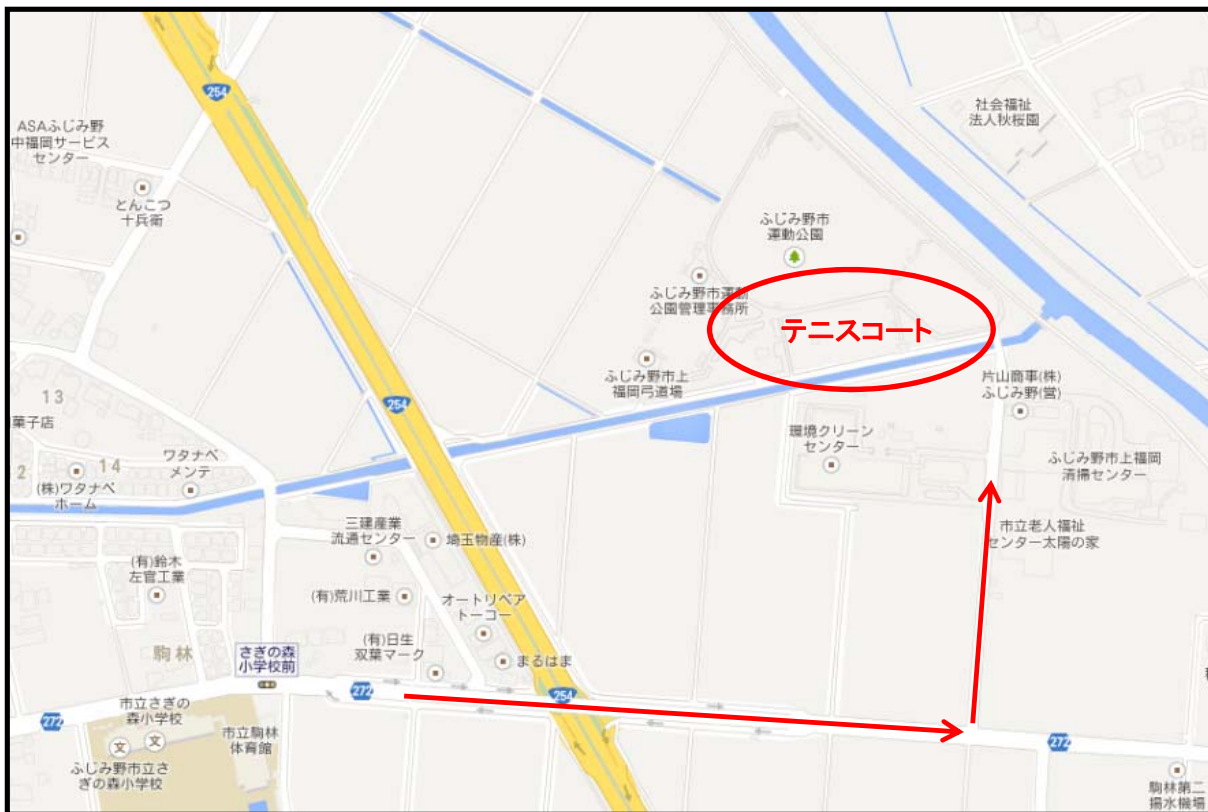 254
社会福祉
法人秋桜園
ASAふじみ野
中福岡サービス
センター
とんこつ
十兵衛
ふじみ野市
運動公園
ふじみ野市運動
公園管理事務所
テニスコート
ふじみ野市上
福岡弓道場
片山商事(株)
ふじみ野(営)
13
254
菓子店
環境クリーン
センター
ワタナベ
メンテ
ふじみ野市上福岡
清掃センター
2
14
(株)ワタナベ
ホーム
三建産業
流通センター
埼玉物産(株)
市立老人福祉
センター太陽の家
(有)鈴木
左官工業
(有)荒川工業
オートリペア
トーコー
駒林
さぎの森
小学校前
(有)日生
双葉マーク
まるはま
272
254
市立さぎの
森小学校
272
市立駒林
体育館
272
文
文
ふじみ野市立さ
ぎの森小学校
駒林第二
揚水機場